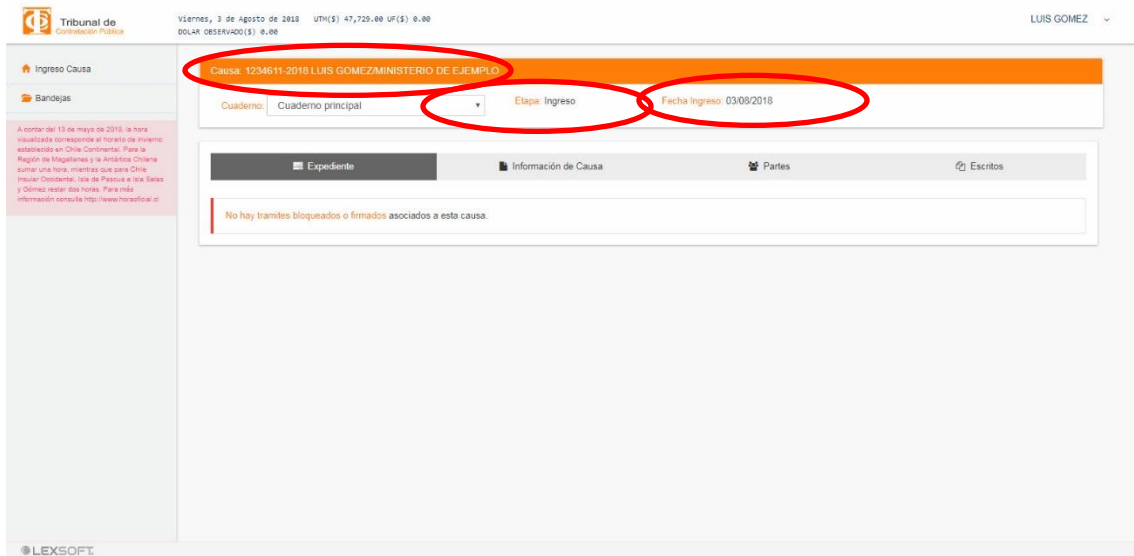 Tribunal de
Contratación Pública
Viernes, 3 de Agosto de 2018 UTM($) 47,729.00 UF($) 0.00
DOLAR OBSERVADO($) 0.00
LUIS GOMEZ
Ingreso Causa
Bandejas
A contar del 13 de mayo de 2018, la hora
visualizada corresponde al horario de invierno
establecido en Chile Continental. Para la
Región de Magallanes y la Antártica Chilena
sumar una hora, mientras que para Chile
Insular Occidental, Isla de Pascua e Isla Salas
y Gómez restar dos horas. Para más
información consulte http://www.horaoficial.cl
Causa: 1234611-2018 LUIS GOMEZ/MINISTERIO DE EJEMPLO
Cuaderno: Cuaderno principal
Etapa: Ingreso
Fecha Ingreso: 03/08/2018
Expediente
Información de Causa
Partes
Escritos
No hay tramites bloqueados o firmados asociados a esta causa.
LEXSOFT